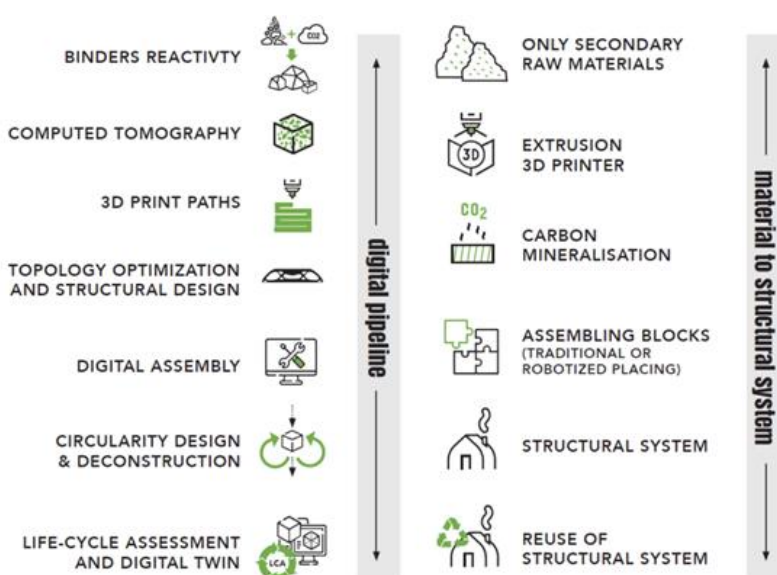 BINDERS REACTIVTY
CO2
COMPUTED TOMOGRAPHY
3D PRINT PATHS
TOPOLOGY OPTIMIZATION
AND STRUCTURAL DESIGN
DIGITAL ASSEMBLY
CIRCULARITY DESIGN
& DECONSTRUCTION
LIFE-CYCLE ASSESSMENT
AND DIGITAL TWIN
LCA
digital pipeline
ONLY SECONDARY
RAW MATERIALS
3D
EXTRUSION
3D PRINTER
CO2
CARBON
MINERALISATION
ASSEMBLING BLOCKS
(TRADITIONAL OR
ROBOTIZED PLACING)
STRUCTURAL SYSTEM
REUSE OF
STRUCTURAL SYSTEM
material to structural system